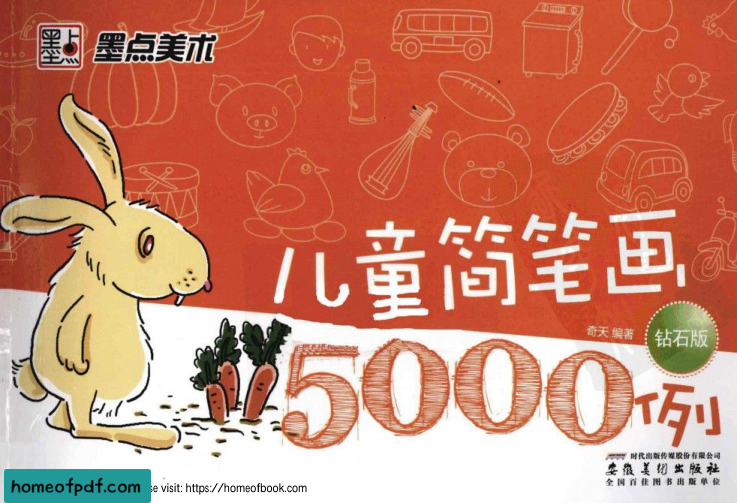 墨点
墨点美术
儿童简笔画
奇天 编著
钻石版
5000例
时代出版传媒股份有限公司
安徽美术出版社
全国百佳图书出版单位
homeofpdf.com
se visit: https://homeofbook.com